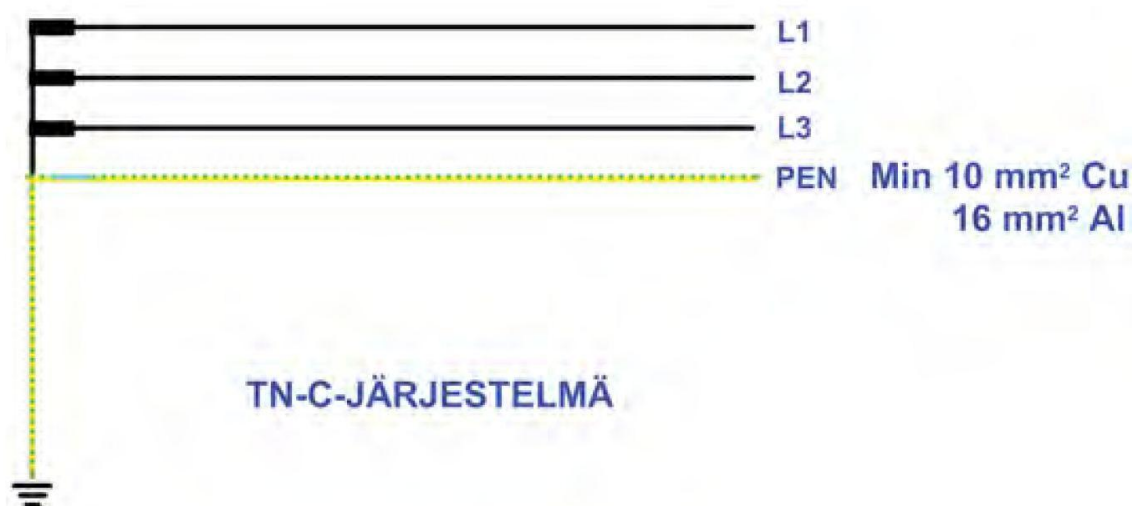 L1
L2
L3
PEN Min 10 mm² Cu
16 mm² Al
TN-C-JÄRJESTELMÄ